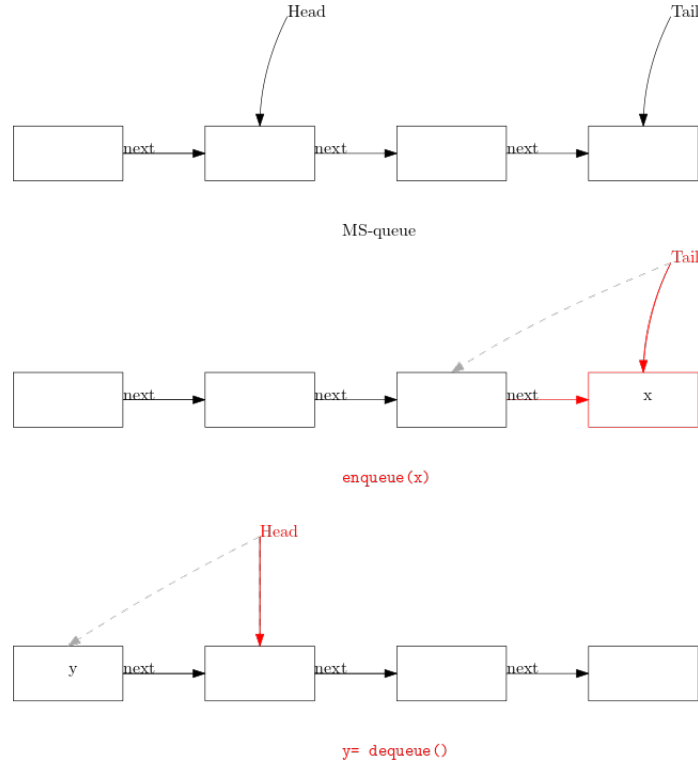 Head Tail
next next next
MS-queue
Tail
next next next
x
enqueue(x)
Head
y next next next
y= dequeue()